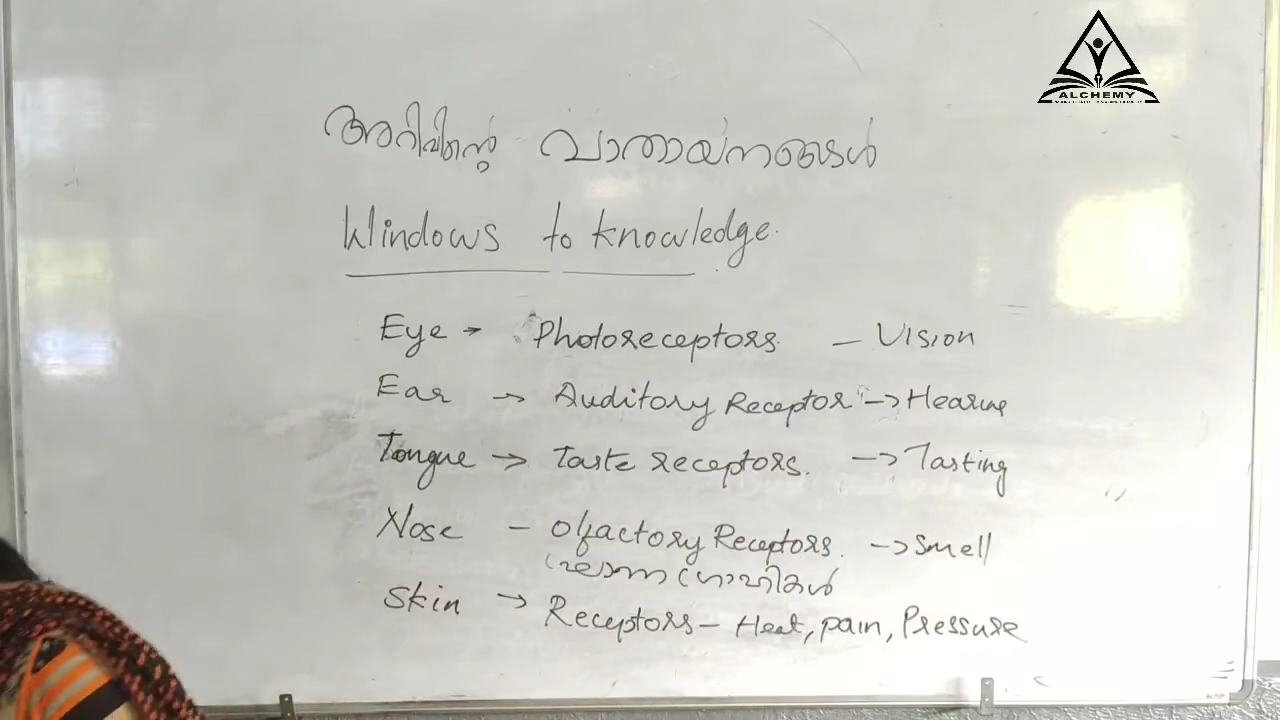 ALCHEMY
അറിവിന്റെ വാതായനങ്ങൾ
Windows to knowledge.
Eye → Photoreceptors - Vision
Ear → Auditory Receptor → Hearing
Tongue → Taste receptors. → Tasting
Nose - Olfactory Receptors. → Smell
ഗ്രാഹികൾ
Skin → Receptors - Heat, pain, Pressure